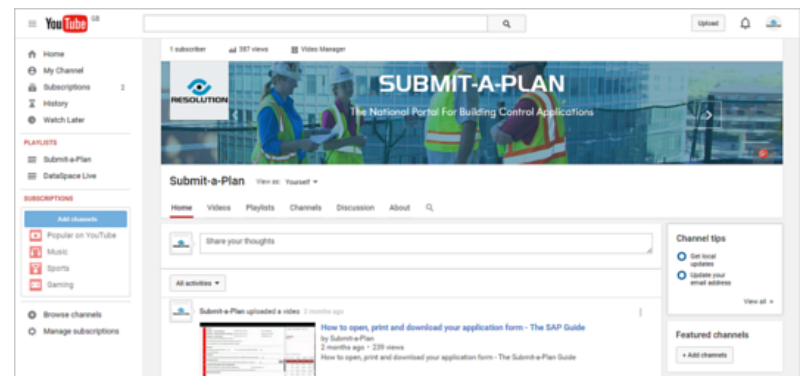 YouTube GB
Upload
Home
My Channel
Subscriptions 2
History
Watch Later
PLAYLISTS
Submit-a-Plan
DataSpace Live
SUBSCRIPTIONS
Add channels
Popular on YouTube
Music
Sports
Gaming
Browse channels
Manage subscriptions
1 subscriber 387 views Video Manager
RESOLUTION
SUBMIT-A-PLAN
The National Portal For Building Control Applications
Submit-a-Plan View as: Yourself
Home Videos Playlists Channels Discussion About
Share your thoughts
All activities
Submit-a-Plan uploaded a video 2 months ago
How to open, print and download your application form - The SAP Guide
by Submit-a-Plan
2 months ago • 239 views
How to open, print and download your application form - The Submit-a-Plan Guide
Channel tips
Get local
updates
Update your
email address
View all »
Featured channels
+ Add channels